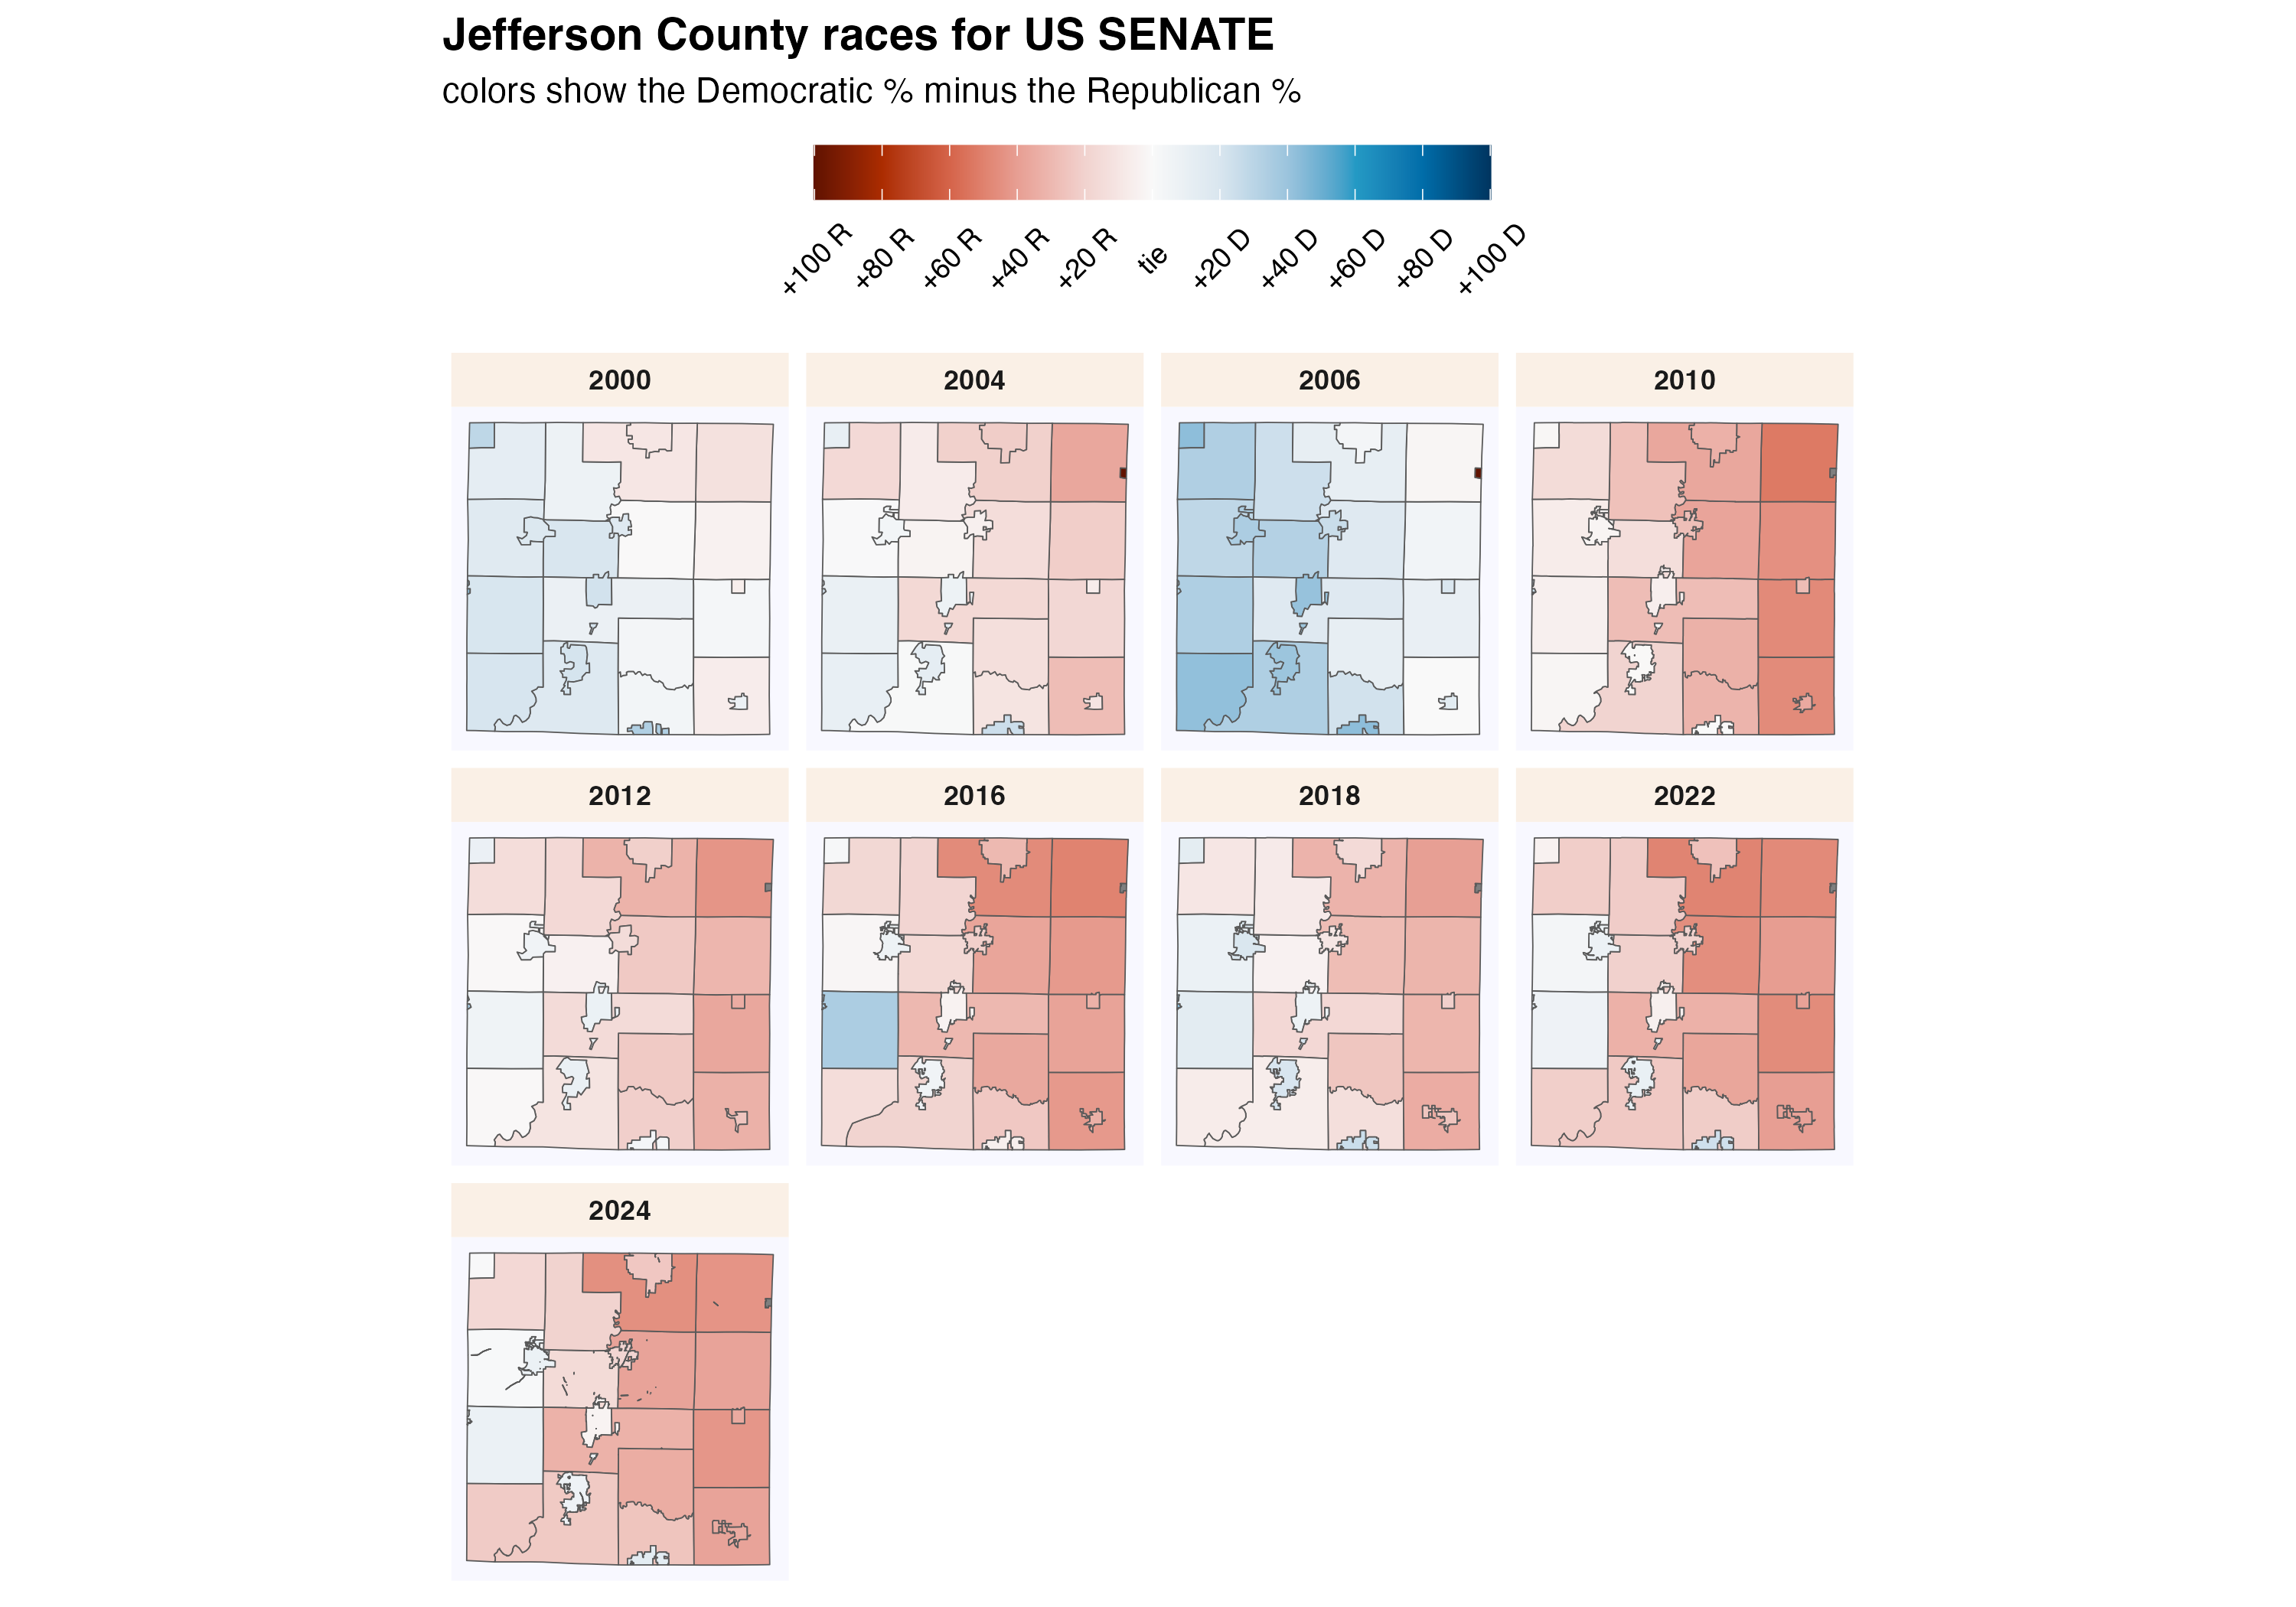 Jefferson County races for US SENATE
colors show the Democratic % minus the Republican %
+100 R
+80 R
+60 R
+40 R
+20 R
tie
+20 D
+40 D
+60 D
+80 D
+100 D
2000
2004
2006
2010
2012
2016
2018
2022
2024